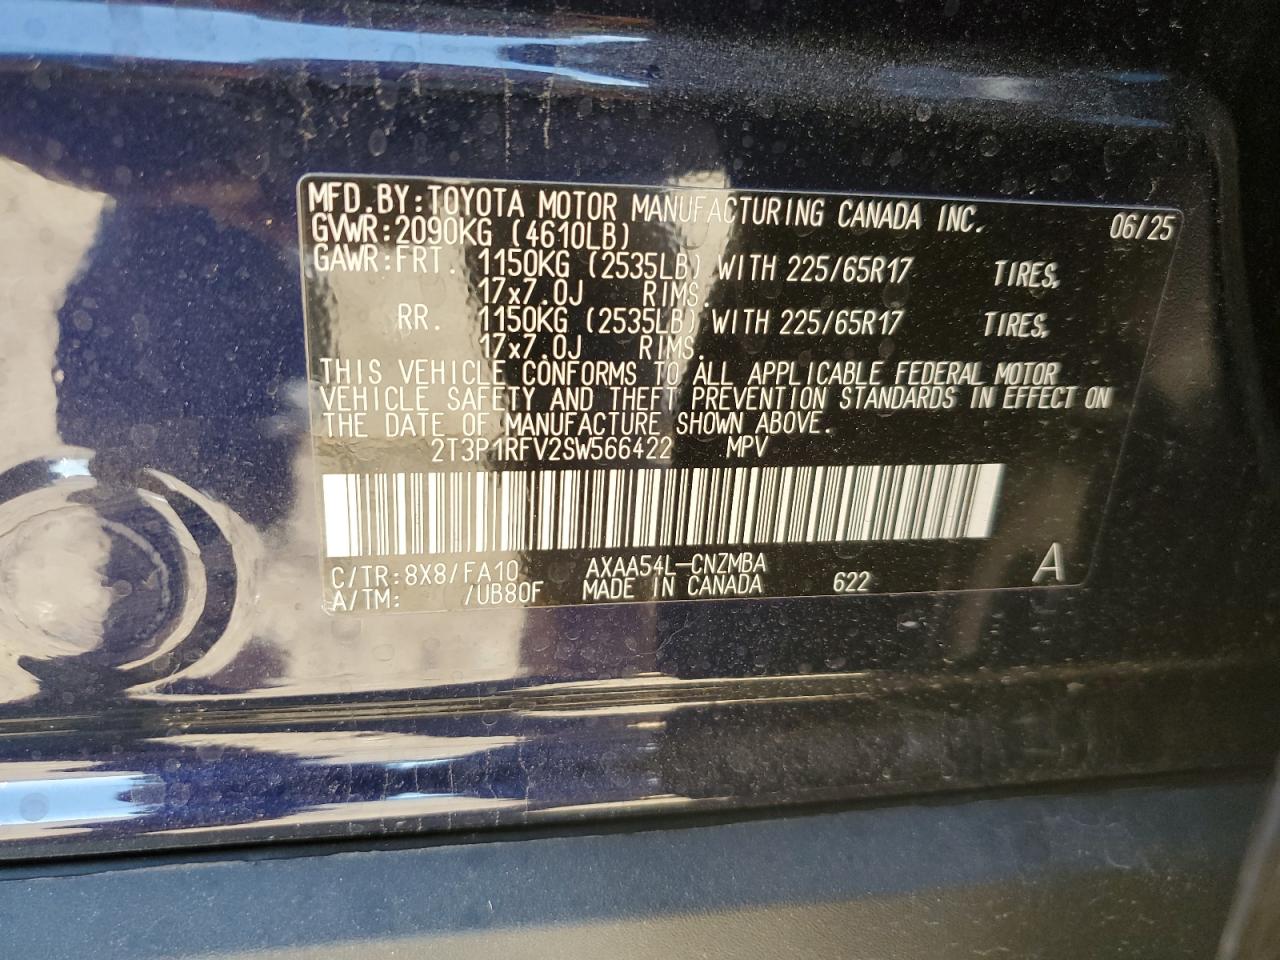 MFD.BY:TOYOTA MOTOR MANUFACTURING CANADA INC. 06/25
GVWR:2090KG (4610LB)
GAWR:FRT. 1150KG (2535LB) WITH 225/65R17 TIRES,
17x7.0J RIMS.
RR. 1150KG (2535LB) WITH 225/65R17 TIRES,
17x7.0J RIMS.
THIS VEHICLE CONFORMS TO ALL APPLICABLE FEDERAL MOTOR
VEHICLE SAFETY AND THEFT PREVENTION STANDARDS IN EFFECT ON
THE DATE OF MANUFACTURE SHOWN ABOVE.
2T3P1RFV2SW566422 MPV
C/TR:8X8/FA10 AXAA54L-CNZMBA
A/TM: /UB80F MADE IN CANADA 622 A